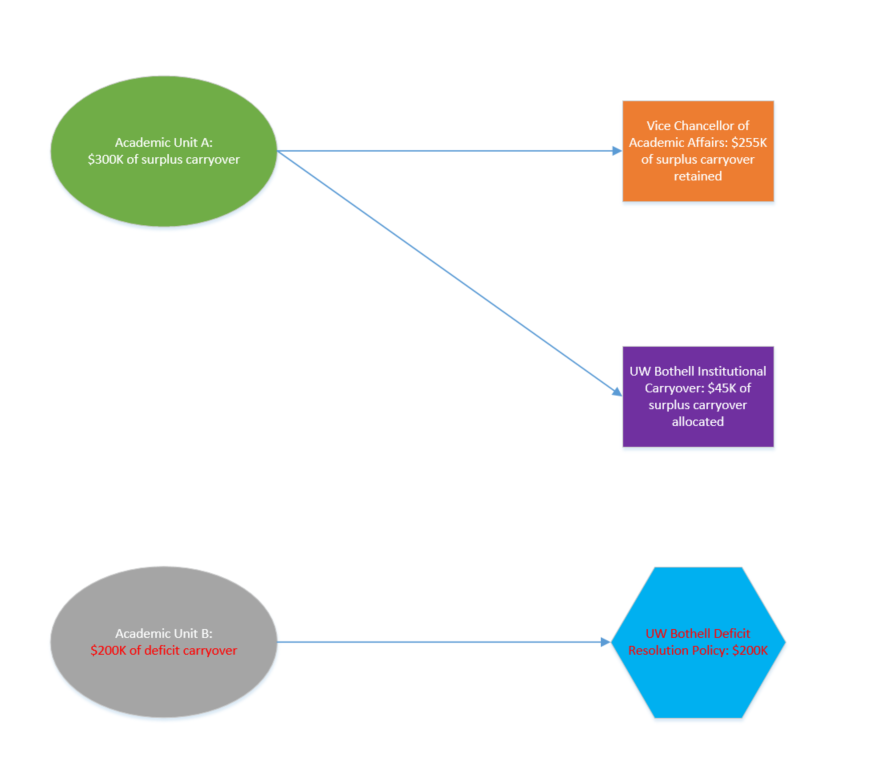 Academic Unit A:
$300K of surplus carryover
Vice Chancellor of
Academic Affairs: $255K
of surplus carryover
retained
UW Bothell Institutional
Carryover: $45K of
surplus carryover
allocated
Academic Unit B:
$200K of deficit carryover
UW Bothell Deficit
Resolution Policy: $200K